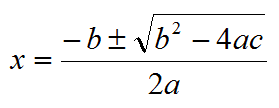 x = (-b ± √(b² - 4ac)) / (2a)